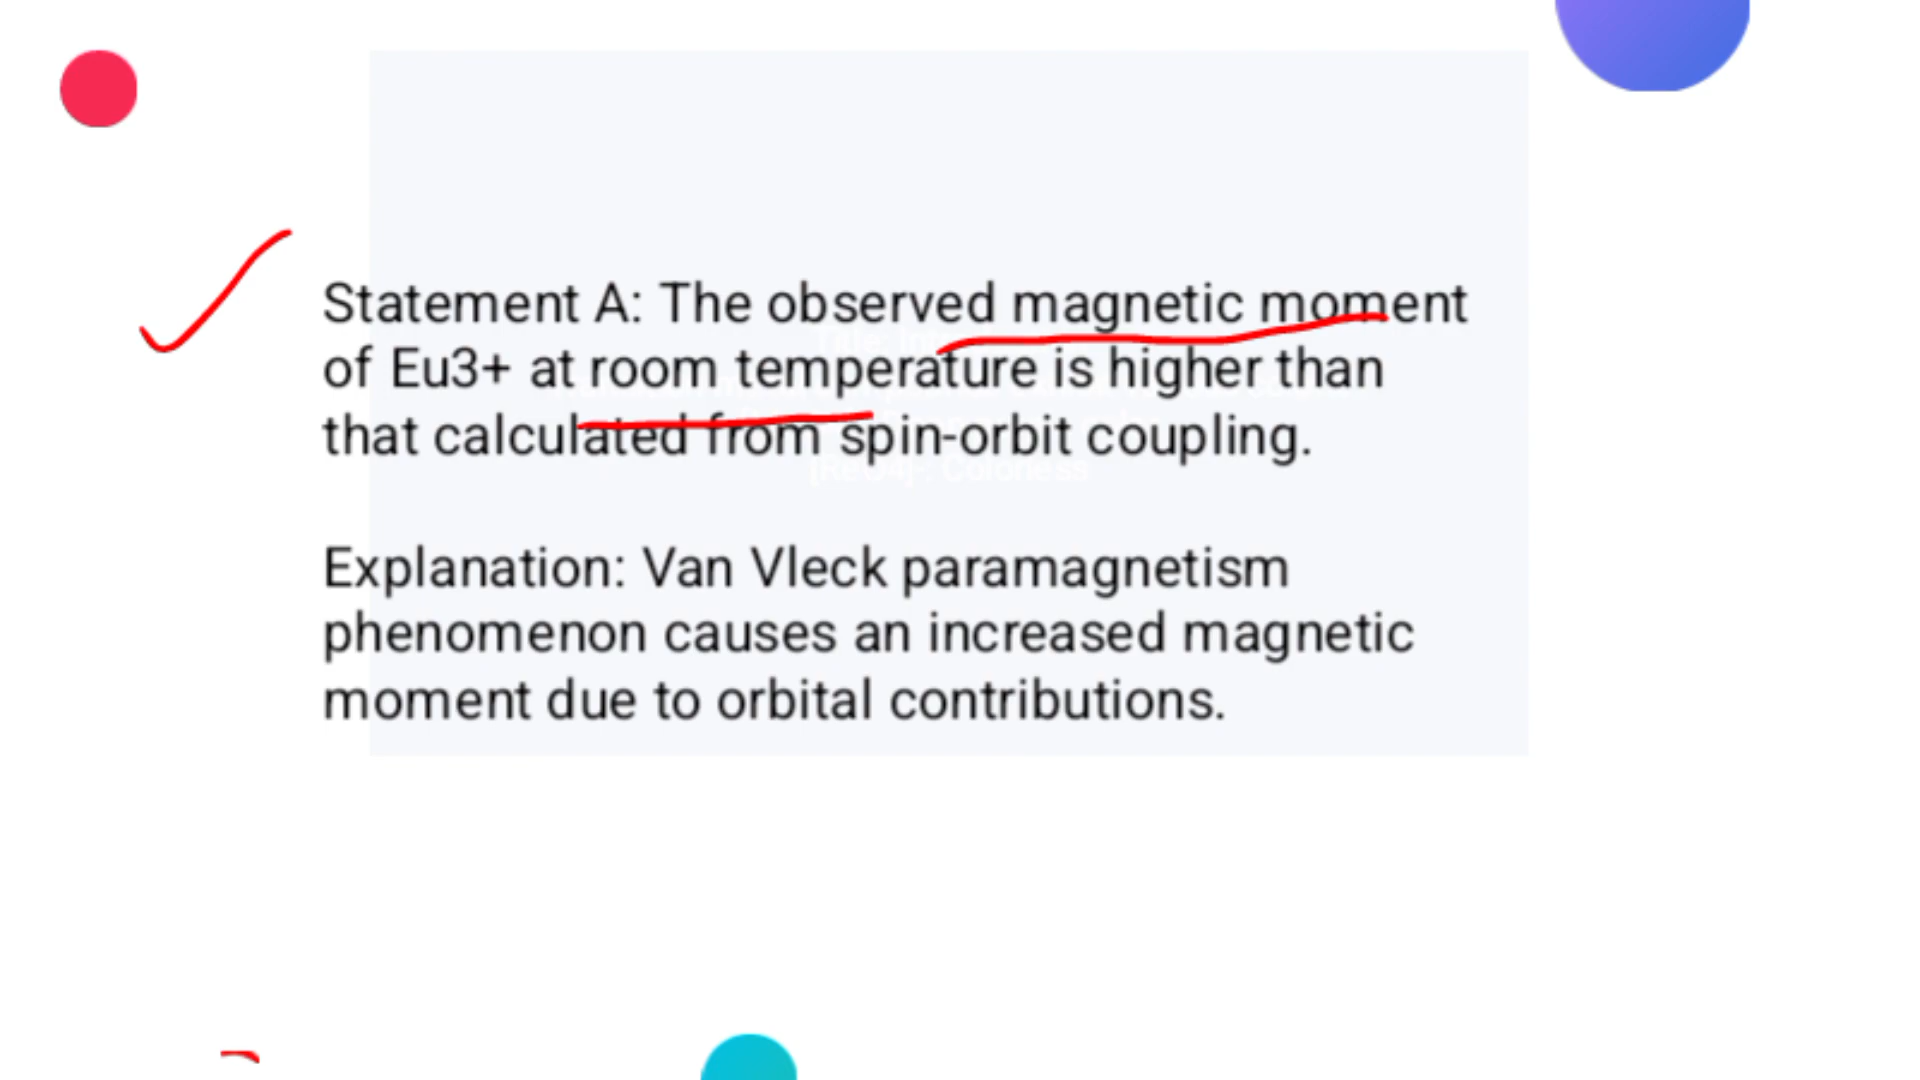 Statement A: The observed magnetic moment
of Eu3+ at room temperature is higher than
that calculated from spin-orbit coupling.
Explanation: Van Vleck paramagnetism
phenomenon causes an increased magnetic
moment due to orbital contributions.